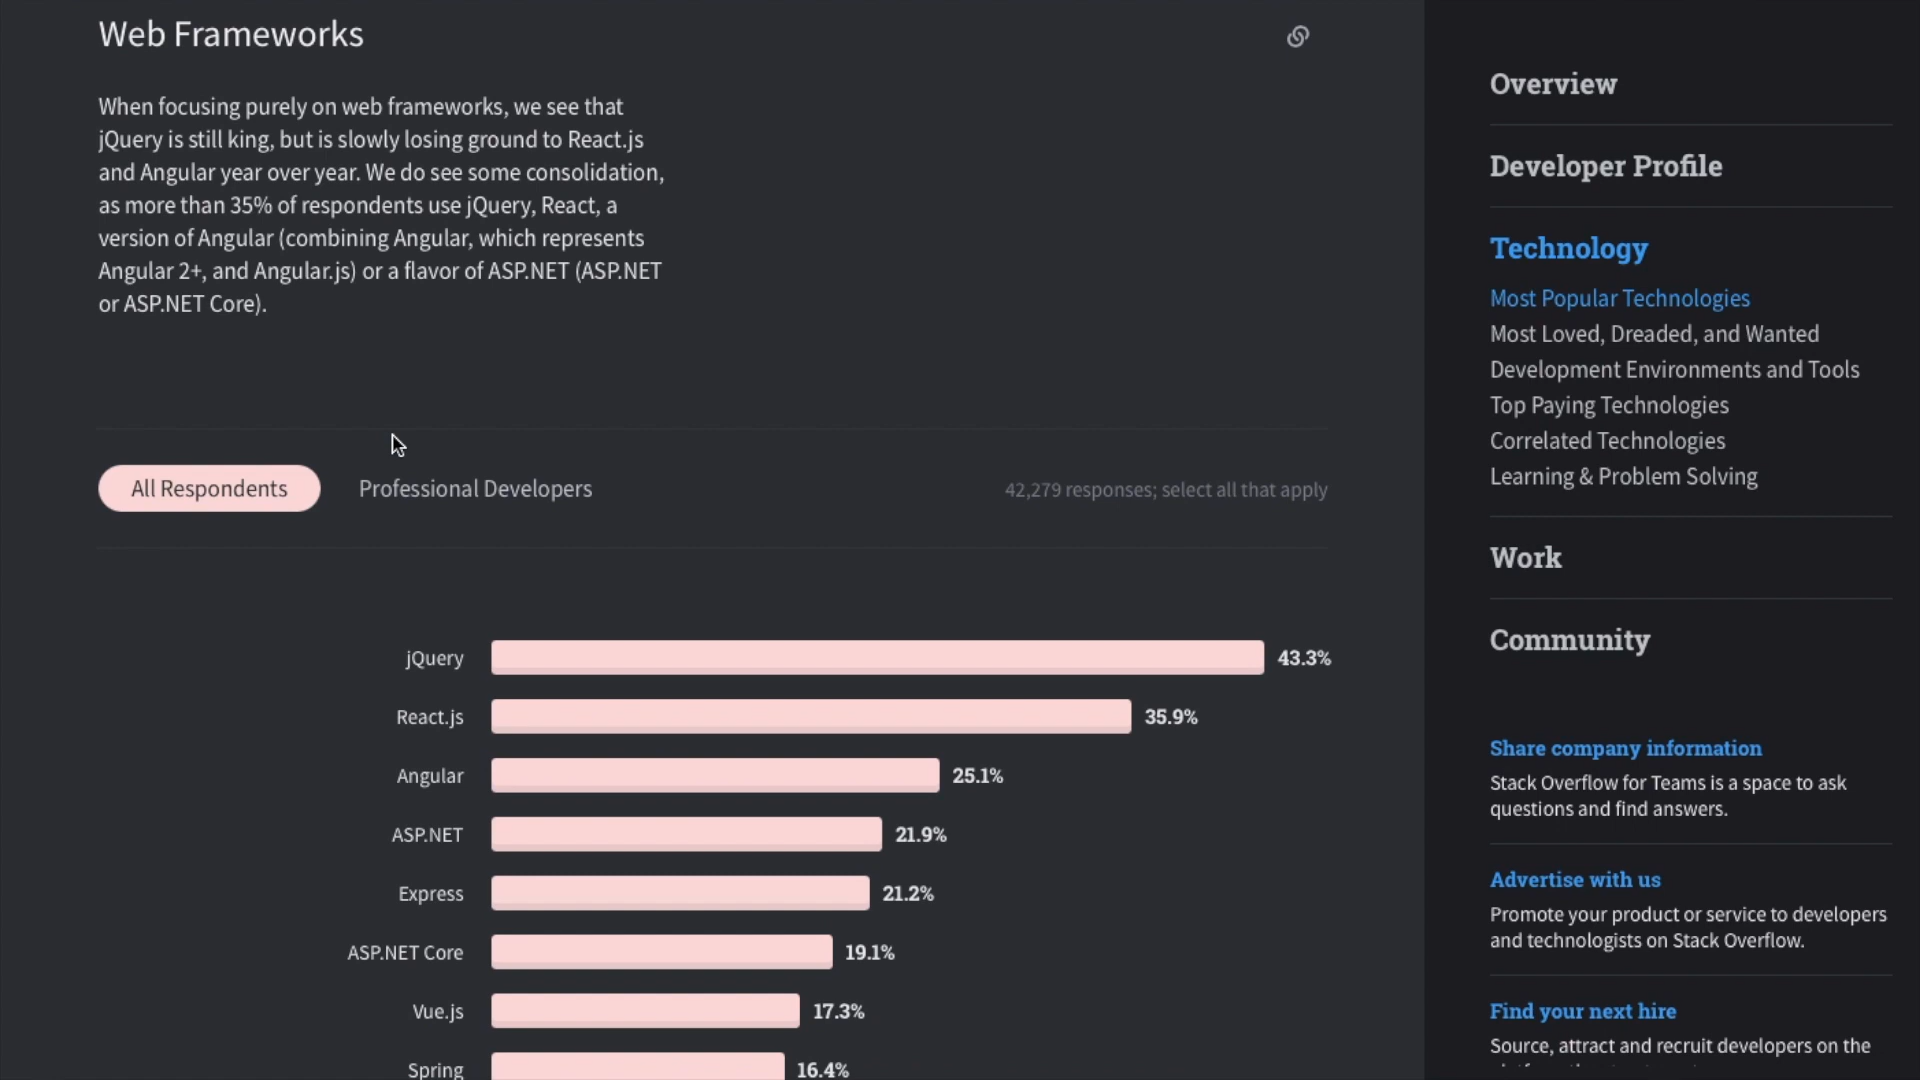 Web Frameworks
When focusing purely on web frameworks, we see that
jQuery is still king, but is slowly losing ground to React.js
and Angular year over year. We do see some consolidation,
as more than 35% of respondents use jQuery, React, a
version of Angular (combining Angular, which represents
Angular 2+, and Angular.js) or a flavor of ASP.NET (ASP.NET
or ASP.NET Core).
All Respondents
Professional Developers
42,279 responses; select all that apply
jQuery 43.3%
React.js 35.9%
Angular 25.1%
ASP.NET 21.9%
Express 21.2%
ASP.NET Core 19.1%
Vue.js 17.3%
Spring 16.4%
Overview
Developer Profile
Technology
Most Popular Technologies
Most Loved, Dreaded, and Wanted
Development Environments and Tools
Top Paying Technologies
Correlated Technologies
Learning & Problem Solving
Work
Community
Share company information
Stack Overflow for Teams is a space to ask
questions and find answers.
Advertise with us
Promote your product or service to developers
and technologists on Stack Overflow.
Find your next hire
Source, attract and recruit developers on the